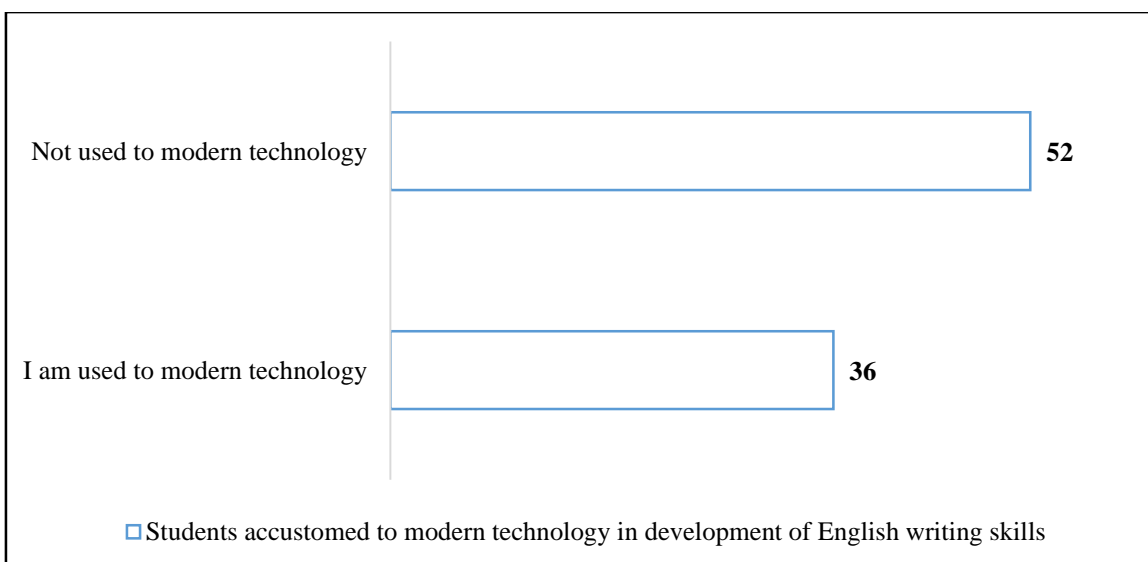 Not used to modern technology
52
I am used to modern technology
36
Students accustomed to modern technology in development of English writing skills